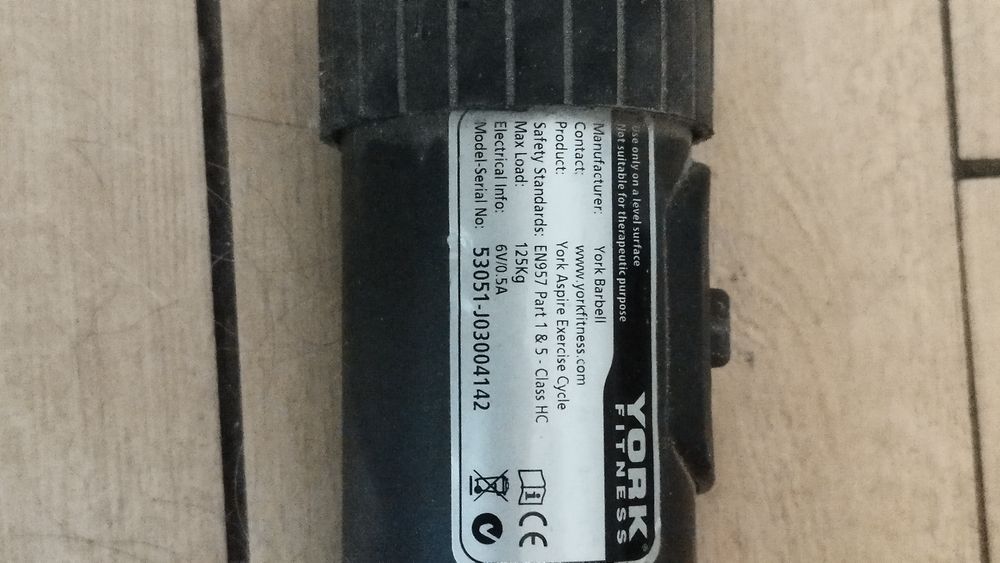 Use only on a level surface
Not suitable for therapeutic purpose
YORK
FITNESS
Manufacturer: York Barbell
Contact: www.yorkfitness.com
Product: York Aspire Exercise Cycle
Safety Standards: EN957 Part 1 & 5 - Class HC
Max Load: 125Kg
Electrical Info: 6V/0.5A
Model-Serial No: 53051-J03004142
i CE